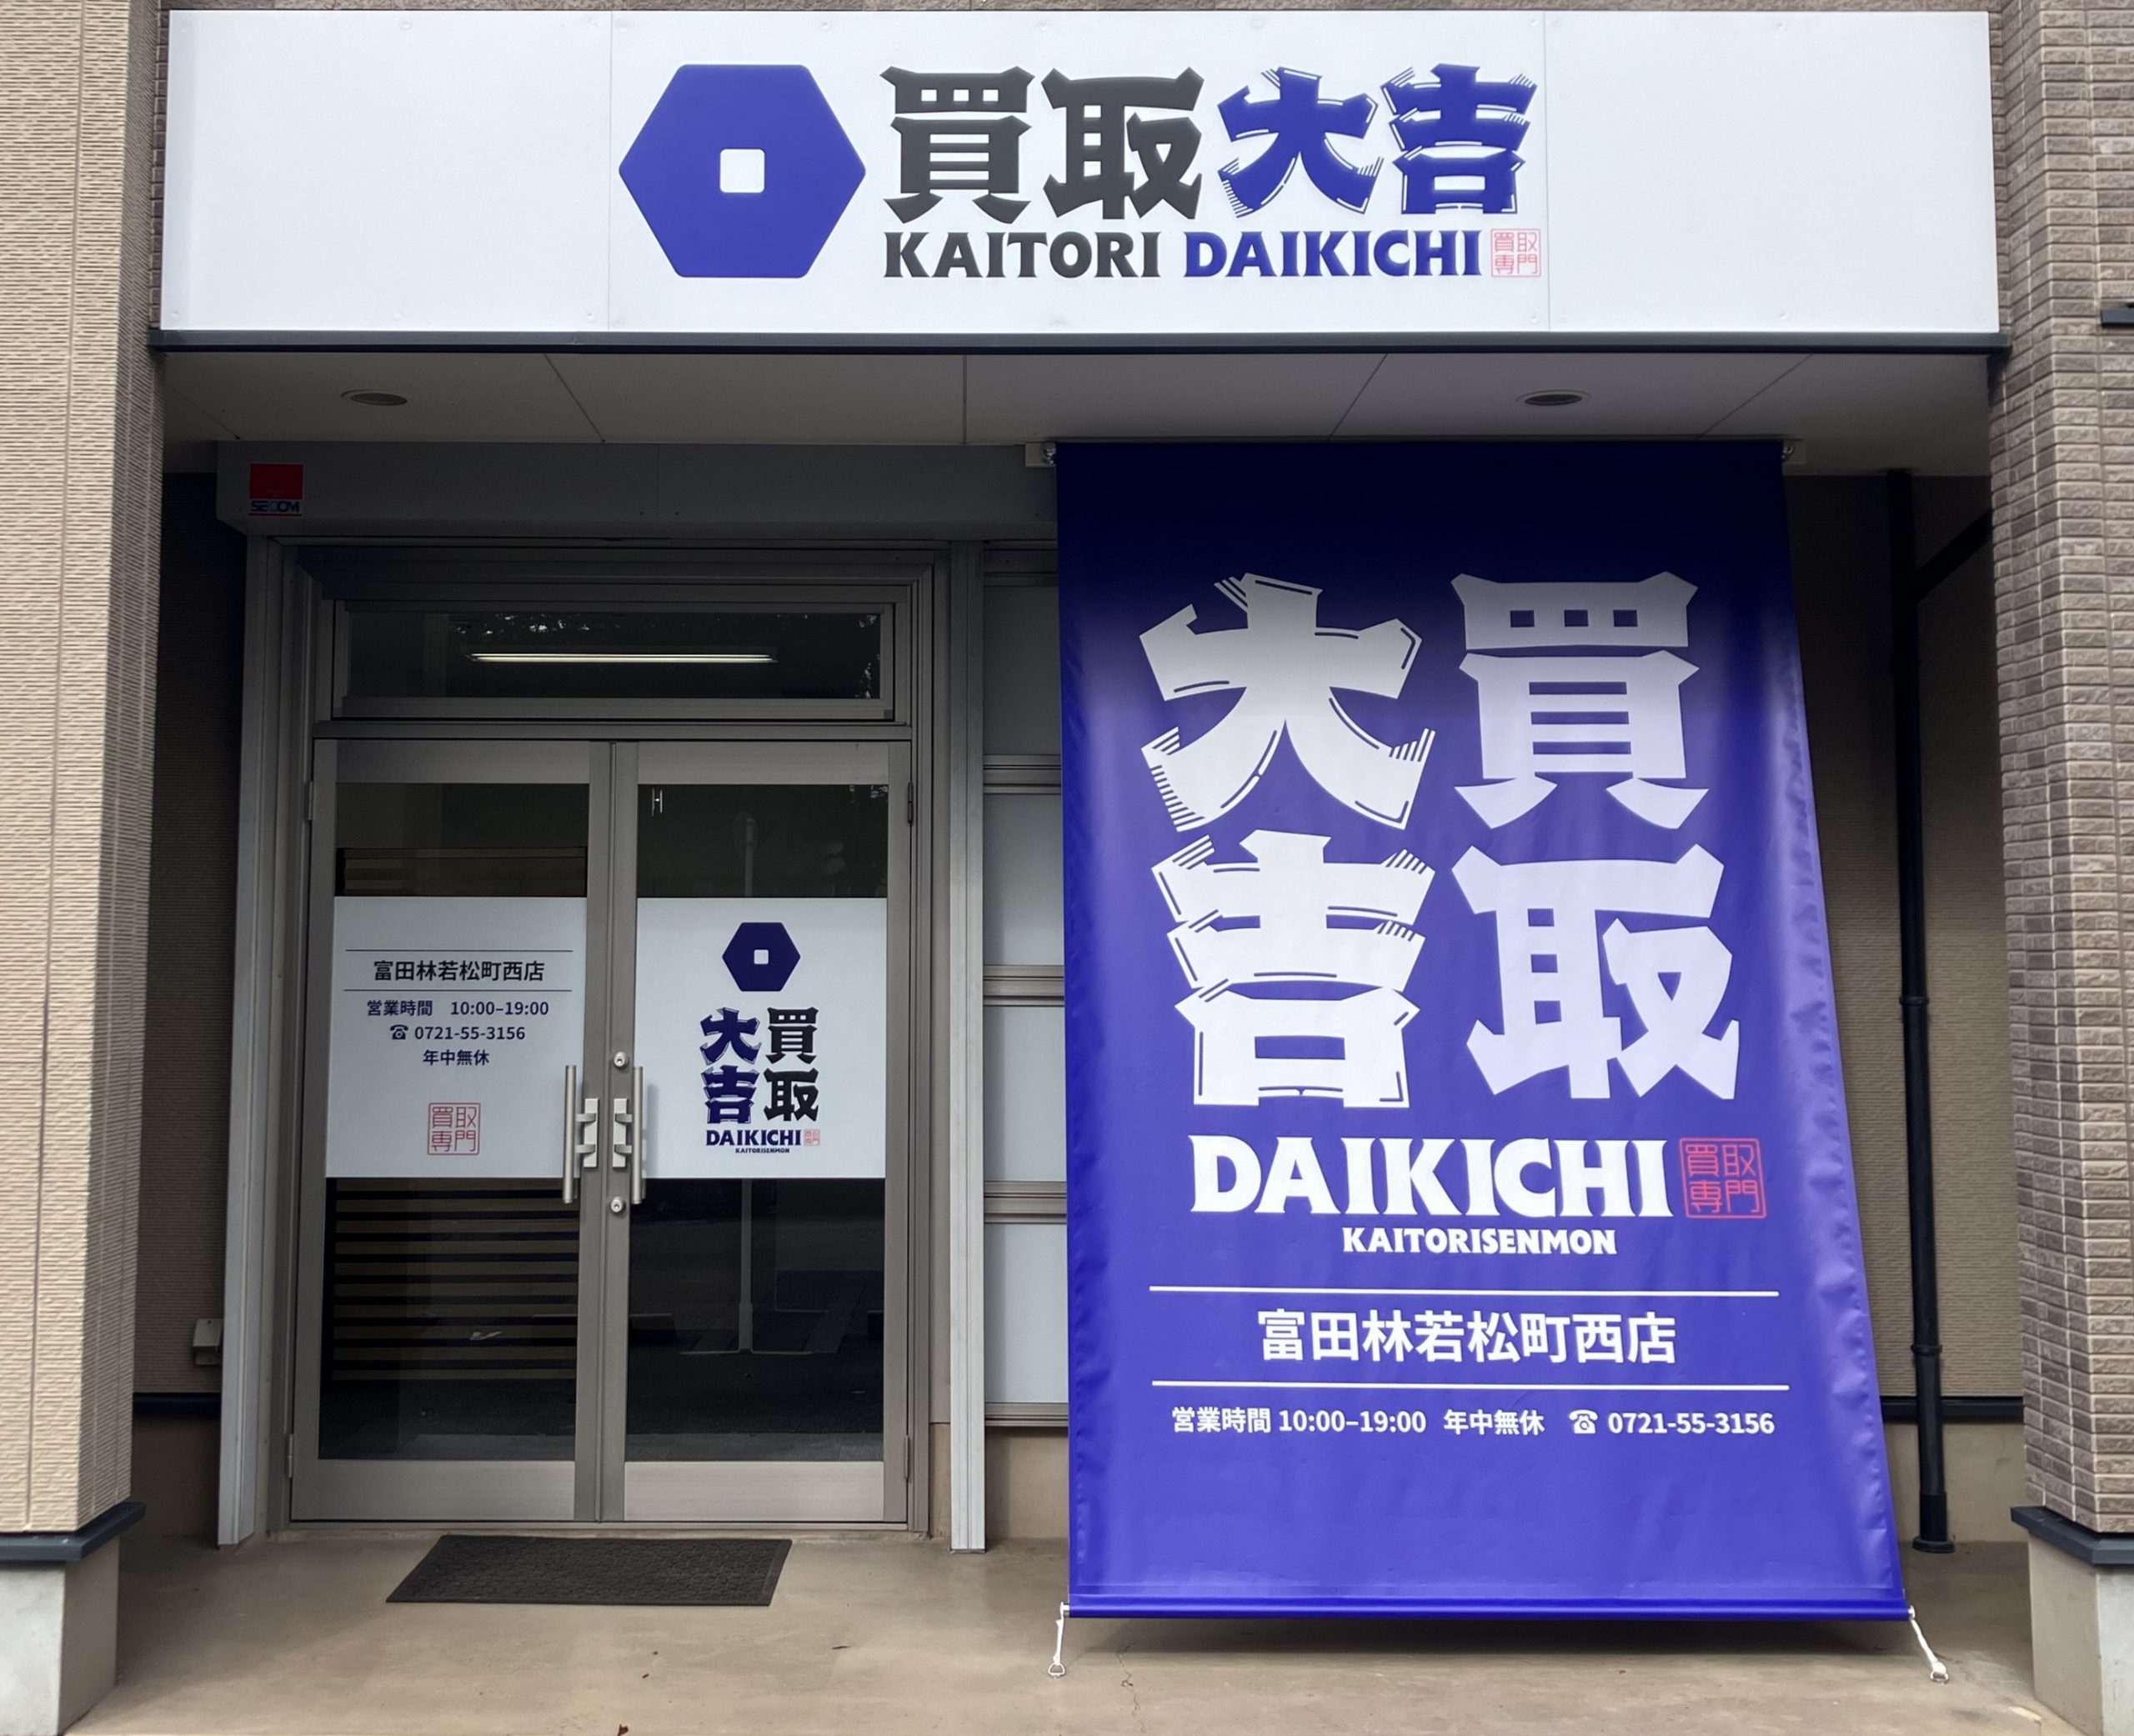 買取大吉
KAITORI DAIKICHI 買取専門
SECOM
富田林若松町西店
営業時間 10:00–19:00
☎ 0721-55-3156
年中無休
買取
専門
買取
大吉
DAIKICHI 買取専門
KAITORISENMON
買取
大吉
DAIKICHI 買取専門
KAITORISENMON
富田林若松町西店
営業時間 10:00–19:00 年中無休 ☎ 0721-55-3156